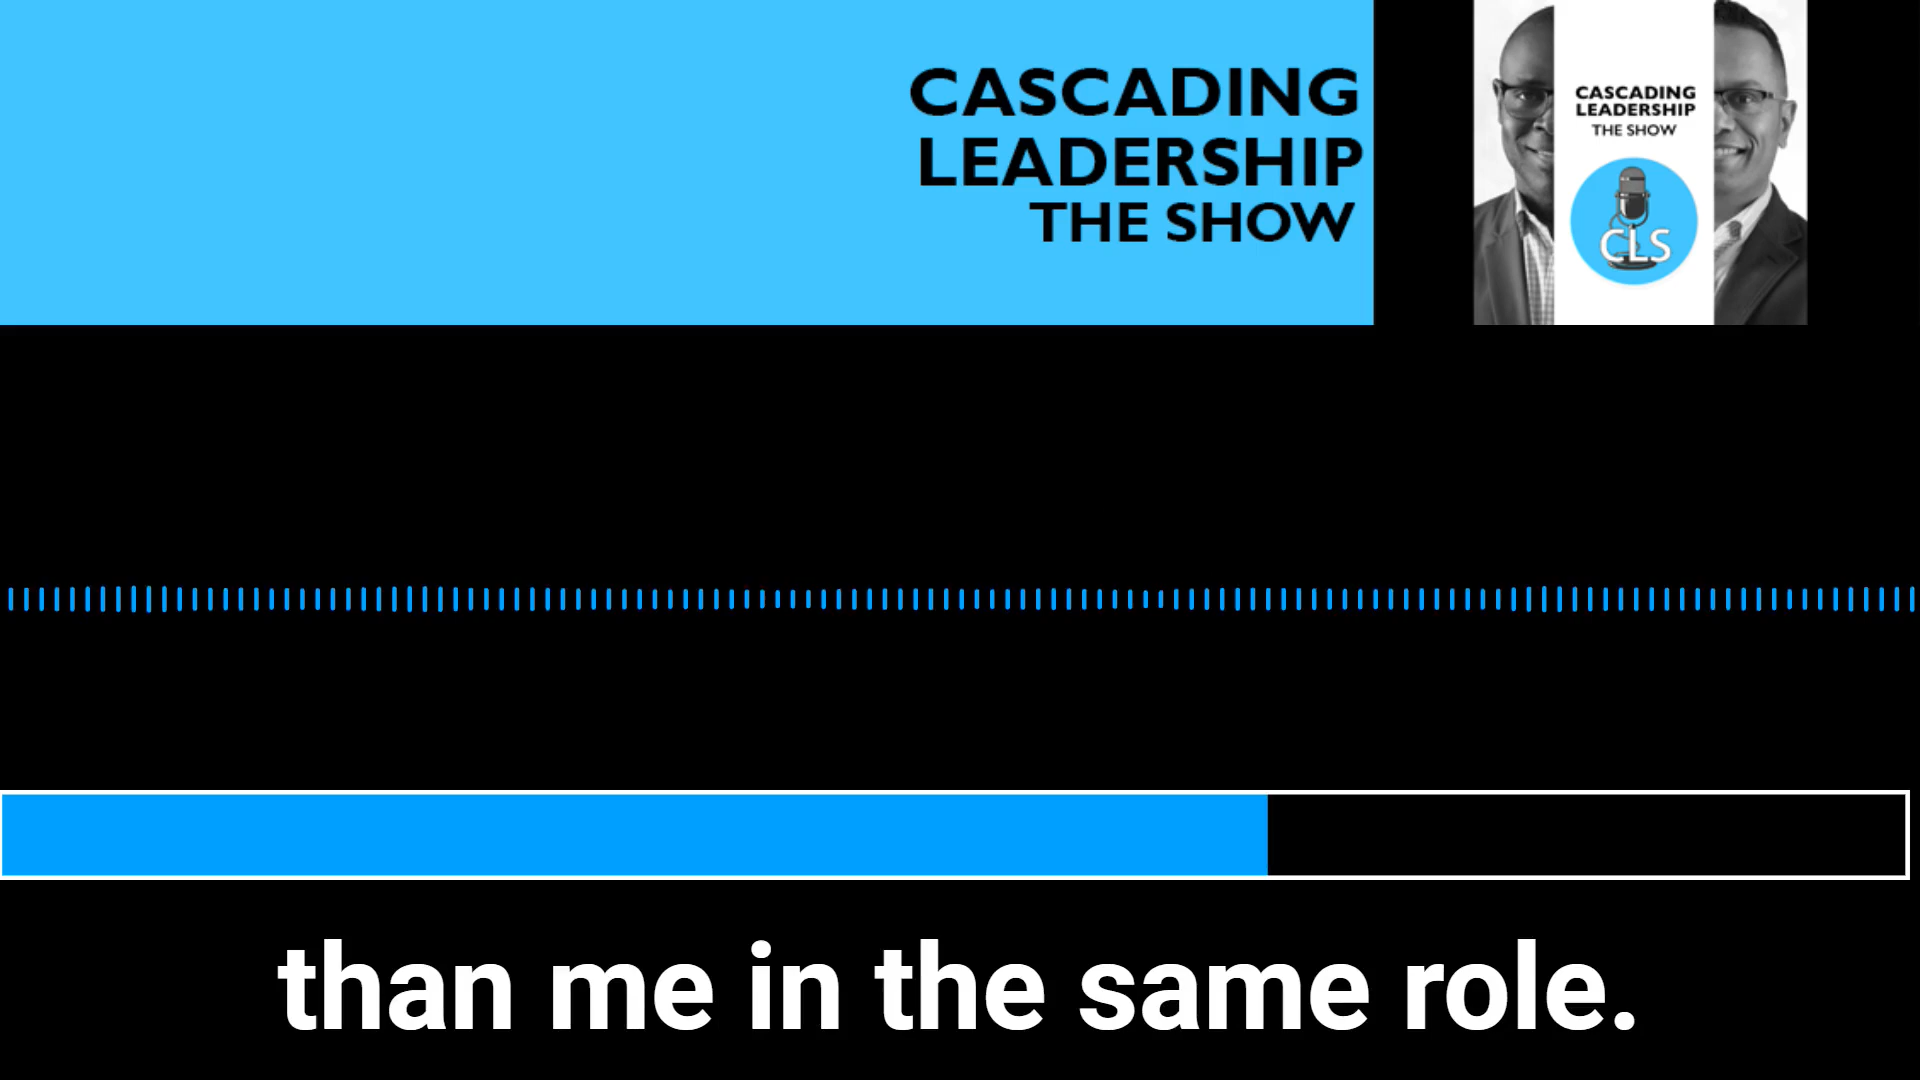 CASCADING
LEADERSHIP
THE SHOW
CASCADING
LEADERSHIP
THE SHOW
CLS
than me in the same role.